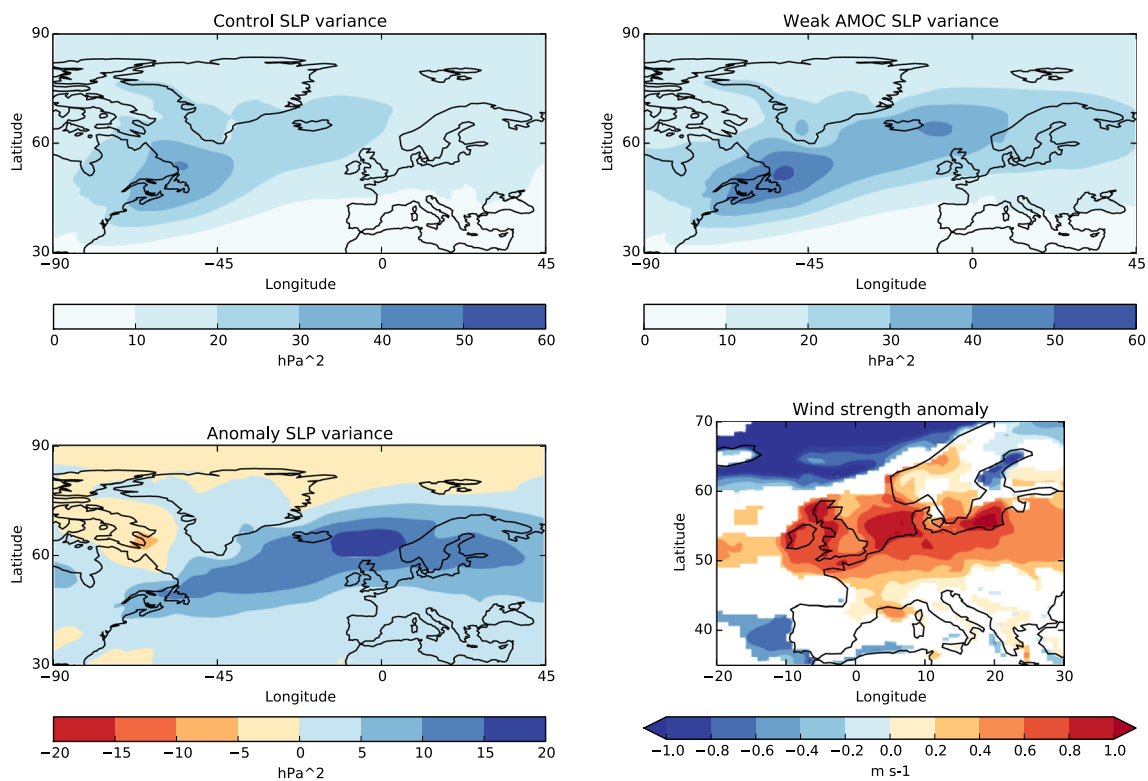 Control SLP variance
90
60
30
Latitude
−90 −45 0 45
Longitude
0 10 20 30 40 50 60
hPa^2
Weak AMOC SLP variance
90
60
30
Latitude
−90 −45 0 45
Longitude
0 10 20 30 40 50 60
hPa^2
Anomaly SLP variance
90
60
30
Latitude
−90 −45 0 45
Longitude
−20 −15 −10 −5 0 5 10 15 20
hPa^2
Wind strength anomaly
70
60
50
40
Latitude
−20 −10 0 10 20 30
Longitude
−1.0 −0.8 −0.6 −0.4 −0.2 0.0 0.2 0.4 0.6 0.8 1.0
m s-1